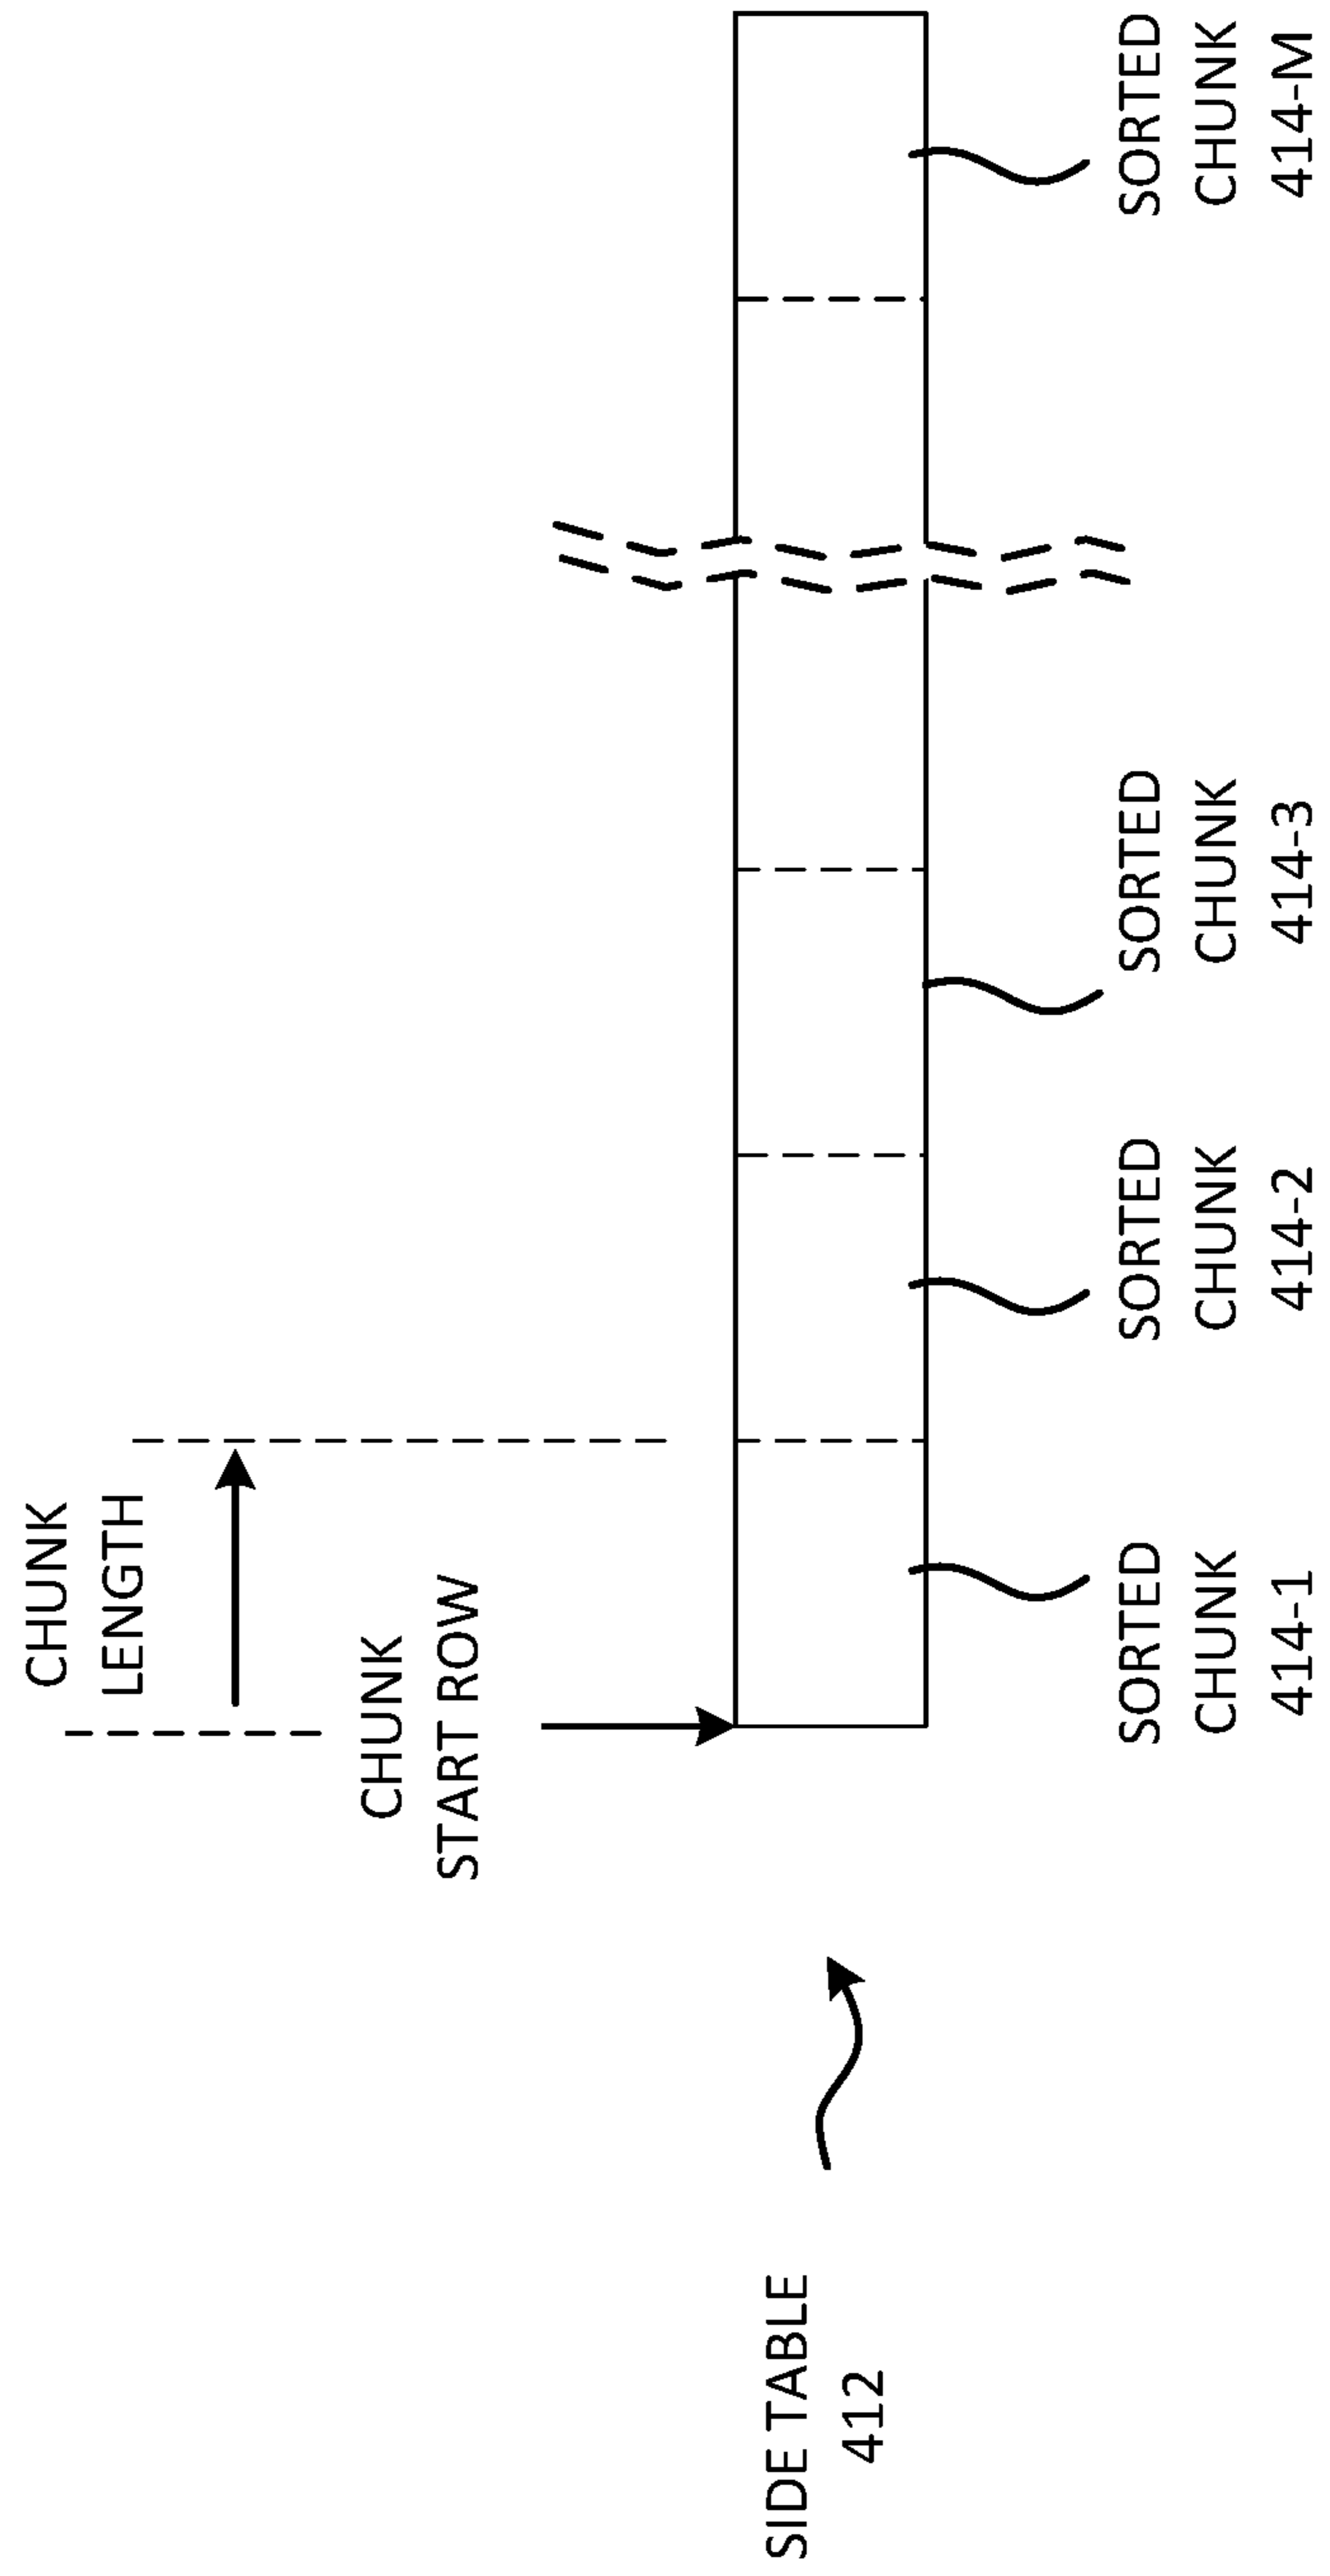 CHUNK
LENGTH
CHUNK
START ROW
SIDE TABLE
412
SORTED
CHUNK
414-1
SORTED
CHUNK
414-2
SORTED
CHUNK
414-3
SORTED
CHUNK
414-M